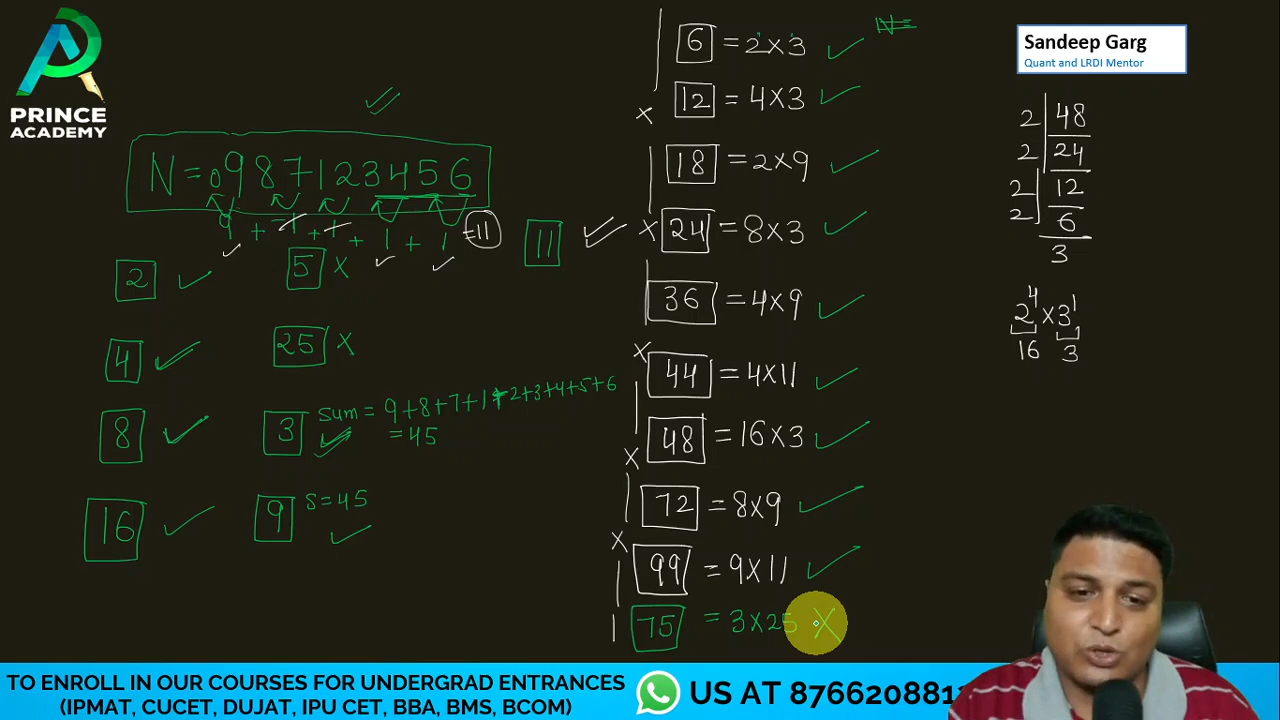 PRINCE
ACADEMY
N = 0987123456
9 + -1 + 1 + 1 + 1 = 11
11
2
5 X
4
25 X
8
3
Sum = 9+8+7+1+2+3+4+5+6
= 45
16
9
S=45
6 = 2×3
N=
12 = 4×3
18 = 2×9
24 = 8×3
36 = 4×9
44 = 4×11
48 = 16×3
72 = 8×9
99 = 9×11
75 = 3×25 X
Sandeep Garg
Quant and LRDI Mentor
2 48
2 24
2 12
2 6
3
2⁴×3¹
16 3
TO ENROLL IN OUR COURSES FOR UNDERGRAD ENTRANCES
(IPMAT, CUCET, DUJAT, IPU CET, BBA, BMS, BCOM)
US AT